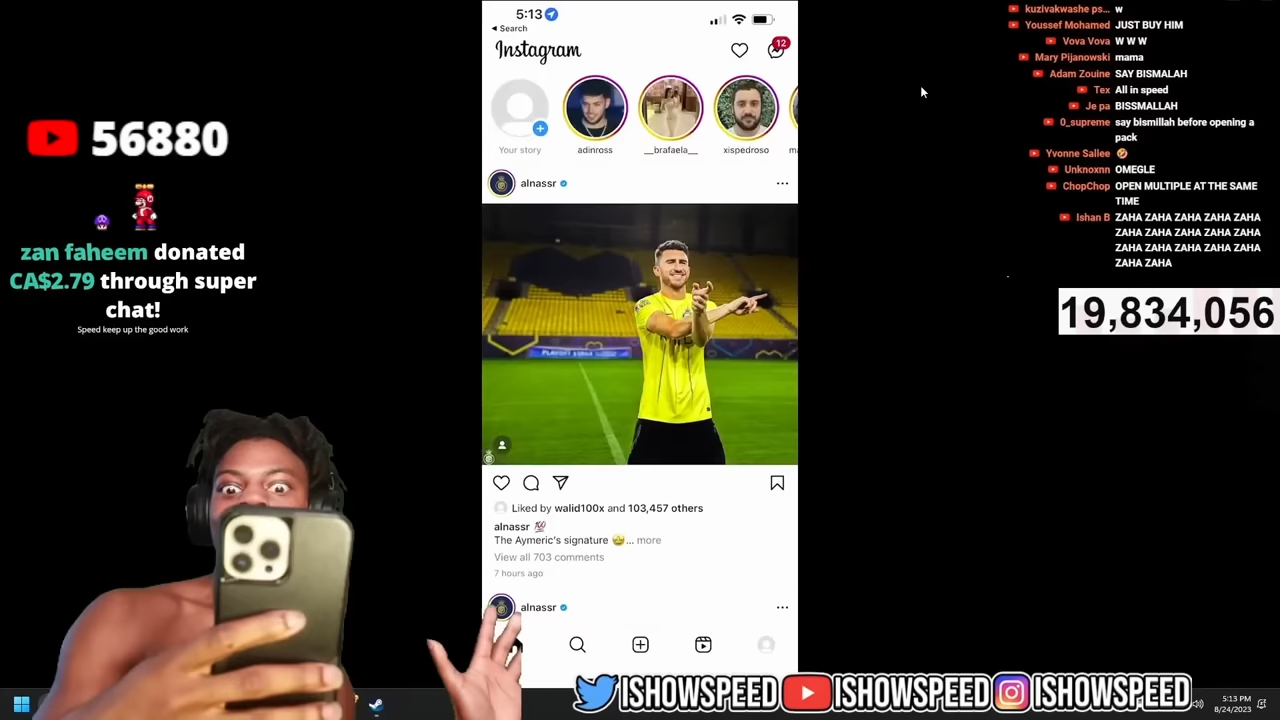 56880
zan faheem donated
CA$2.79 through super
chat!
Speed keep up the good work
5:13
Search
Instagram
12
Your story
adinross
__brafaela__
xispedroso
alnassr
Liked by walid100x and 103,457 others
alnassr 💯
The Aymeric's signature 🤩... more
View all 703 comments
7 hours ago
alnassr
kuzivakwashe ps... w
Youssef Mohamed JUST BUY HIM
Vova Vova W W W
Mary Pijanowski mama
Adam Zouine SAY BISMALAH
Tex All in speed
Je pa BISSMALLAH
0_supreme say bismillah before opening a
pack
Yvonne Sallee 🤣
Unknoxnn OMEGLE
ChopChop OPEN MULTIPLE AT THE SAME
TIME
Ishan B ZAHA ZAHA ZAHA ZAHA ZAHA
ZAHA ZAHA ZAHA ZAHA ZAHA
ZAHA ZAHA ZAHA ZAHA ZAHA
ZAHA ZAHA
19,834,056
ISHOWSPEED ISHOWSPEED ISHOWSPEED
5:13 PM
8/24/2023